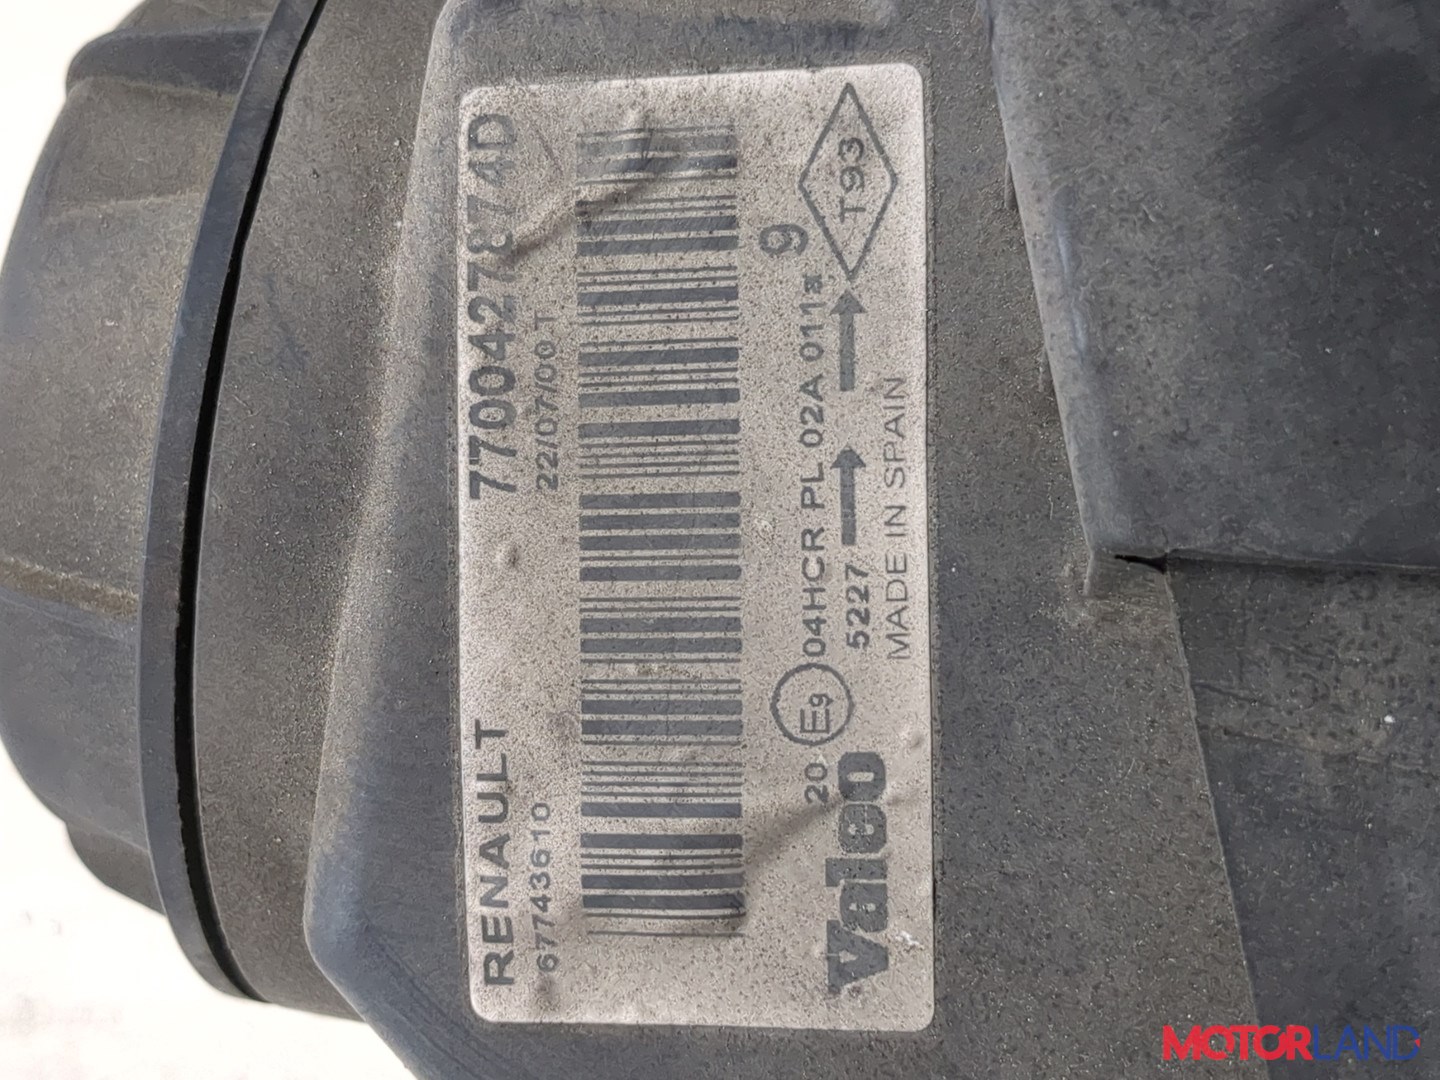 RENAULT 7700427874D
67743610 22/07/00 T
9
20 E9 04HCR PL 02A 011a
T93
Valeo 5227
MADE IN SPAIN
MOTORLAND